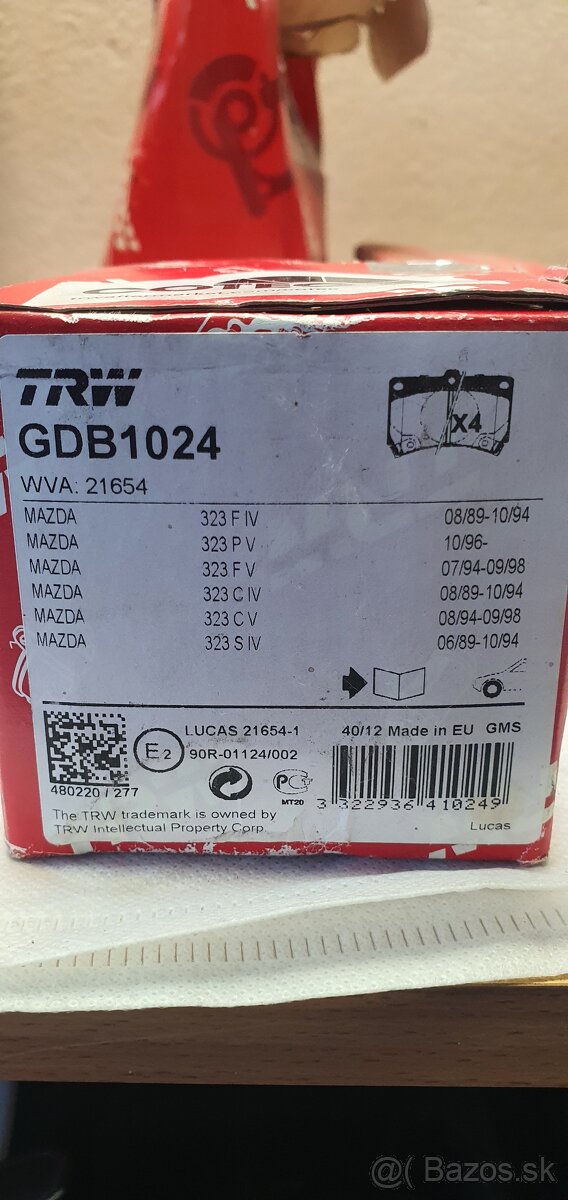 TRW
GDB1024
X4
WVA: 21654
MAZDA 323 F IV 08/89-10/94
MAZDA 323 P V 10/96-
MAZDA 323 F V 07/94-09/98
MAZDA 323 C IV 08/89-10/94
MAZDA 323 C V 08/94-09/98
MAZDA 323 S IV 06/89-10/94
LUCAS 21654-1 40/12 Made in EU GMS
E2 90R-01124/002
480220 / 277
MT20
3 322936 410249
The TRW trademark is owned by
TRW Intellectual Property Corp.
Lucas
@( Bazos.sk